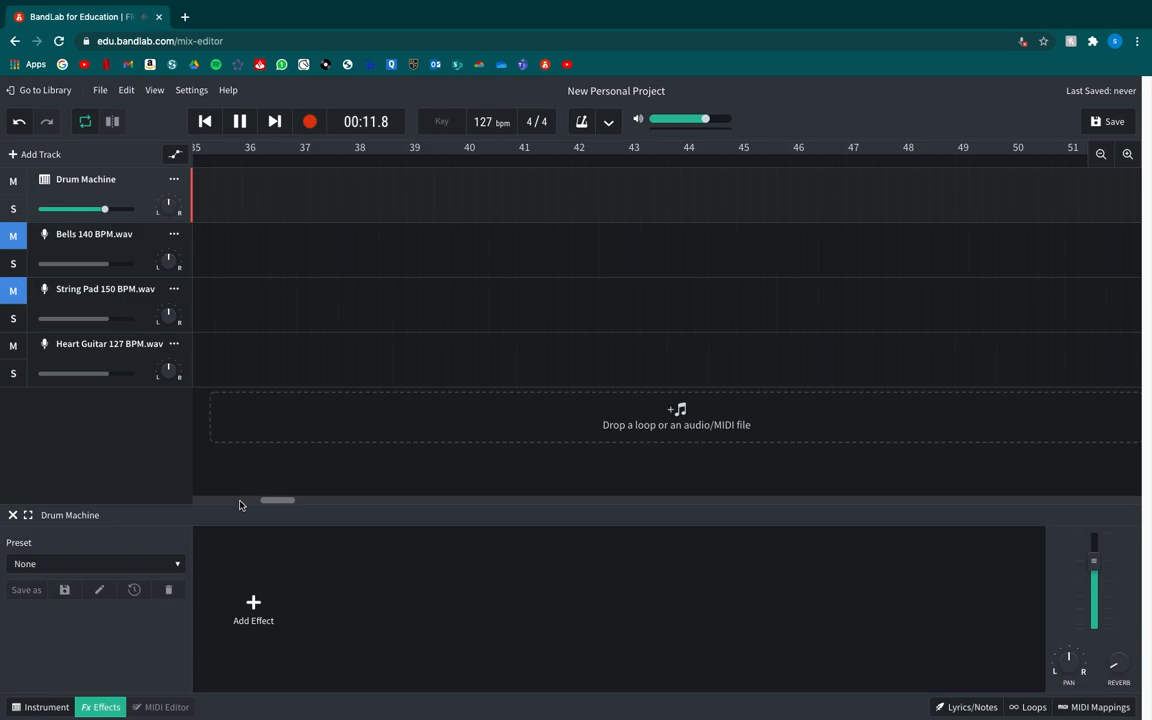 BandLab for Education | FR
edu.bandlab.com/mix-editor
S
Apps
Go to Library File Edit View Settings Help New Personal Project Last Saved: never
00:11.8 Key 127 bpm 4 / 4 Save
Add Track 35 36 37 38 39 40 41 42 43 44 45 46 47 48 49 50 51
M Drum Machine
S L R
M Bells 140 BPM.wav
S L R
M String Pad 150 BPM.wav
S L R
M Heart Guitar 127 BPM.wav
S L R
Drop a loop or an audio/MIDI file
Drum Machine
Preset
None
Save as
Add Effect
L R
PAN REVERB
Instrument Fx Effects MIDI Editor Lyrics/Notes Loops MIDI Mappings